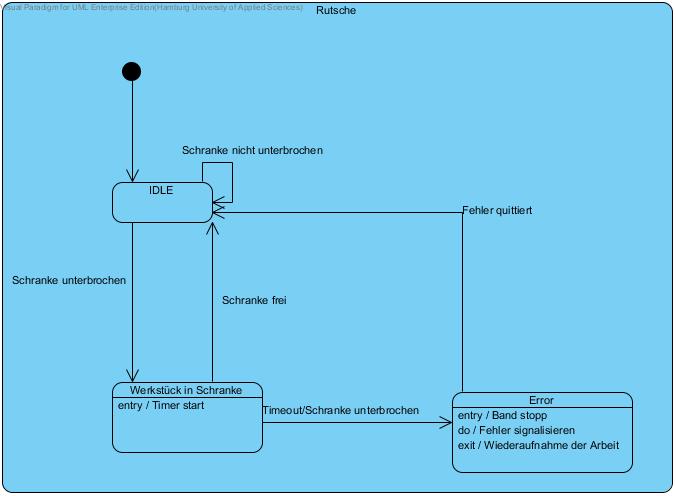 Visual Paradigm for UML Enterprise Edition(Hamburg University of Applied Sciences)
Rutsche
Schranke nicht unterbrochen
IDLE
Fehler quittiert
Schranke unterbrochen
Schranke frei
Werkstück in Schranke
entry / Timer start
Timeout/Schranke unterbrochen
Error
entry / Band stopp
do / Fehler signalisieren
exit / Wiederaufnahme der Arbeit